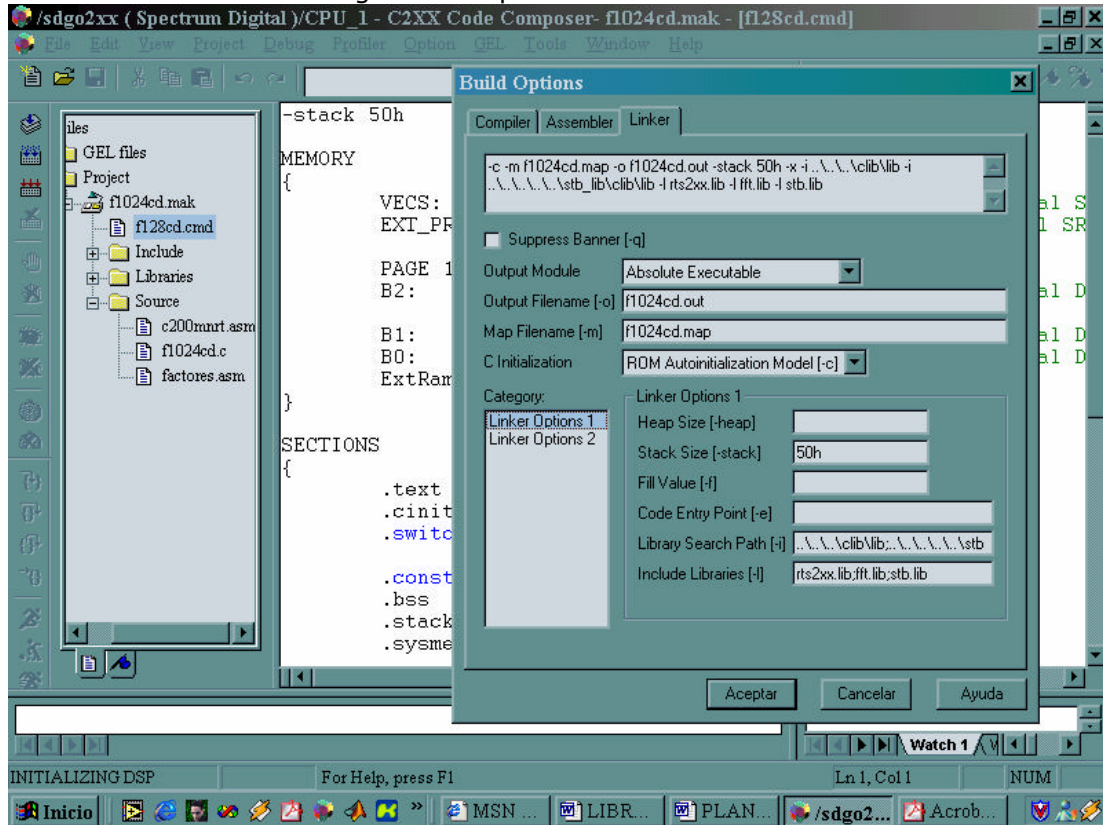 /sdgo2xx ( Spectrum Digital )/CPU_1 - C2XX Code Composer- f1024cd.mak - [f128cd.cmd]
File Edit View Project Debug Profiler Option GEL Tools Window Help
iles
GEL files
Project
f1024cd.mak
f128cd.cmd
Include
Libraries
Source
c200mnrt.asm
f1024cd.c
factores.asm
-stack 50h
MEMORY
{
VECS:
EXT_PR
PAGE 1
B2:
B1:
B0:
ExtRam
}
SECTIONS
{
.text
.cinit
.switc
.const
.bss
.stack
.sysme
al S
l SR
al D
al D
al D
Build Options
Compiler Assembler Linker
-c -m f1024cd.map -o f1024cd.out -stack 50h -x -i..\..\..\clib\lib -i
..\..\..\..\..\stb_lib\clib\lib -l rts2xx.lib -l fft.lib -l stb.lib
Suppress Banner [-q]
Output Module Absolute Executable
Output Filename [-o] f1024cd.out
Map Filename [-m] f1024cd.map
C Initialization ROM Autoinitialization Model [-c]
Category:
Linker Options 1
Linker Options 2
Linker Options 1
Heap Size [-heap]
Stack Size [-stack] 50h
Fill Value [-f]
Code Entry Point [-e]
Library Search Path [-i] ..\..\..\clib\lib;..\..\..\..\..\stb
Include Libraries [-l] rts2xx.lib;fft.lib;stb.lib
Aceptar Cancelar Ayuda
Watch 1
INITIALIZING DSP For Help, press F1 Ln 1, Col 1 NUM
Inicio » MSN ... LIBR... PLAN... /sdgo2... Acrob...